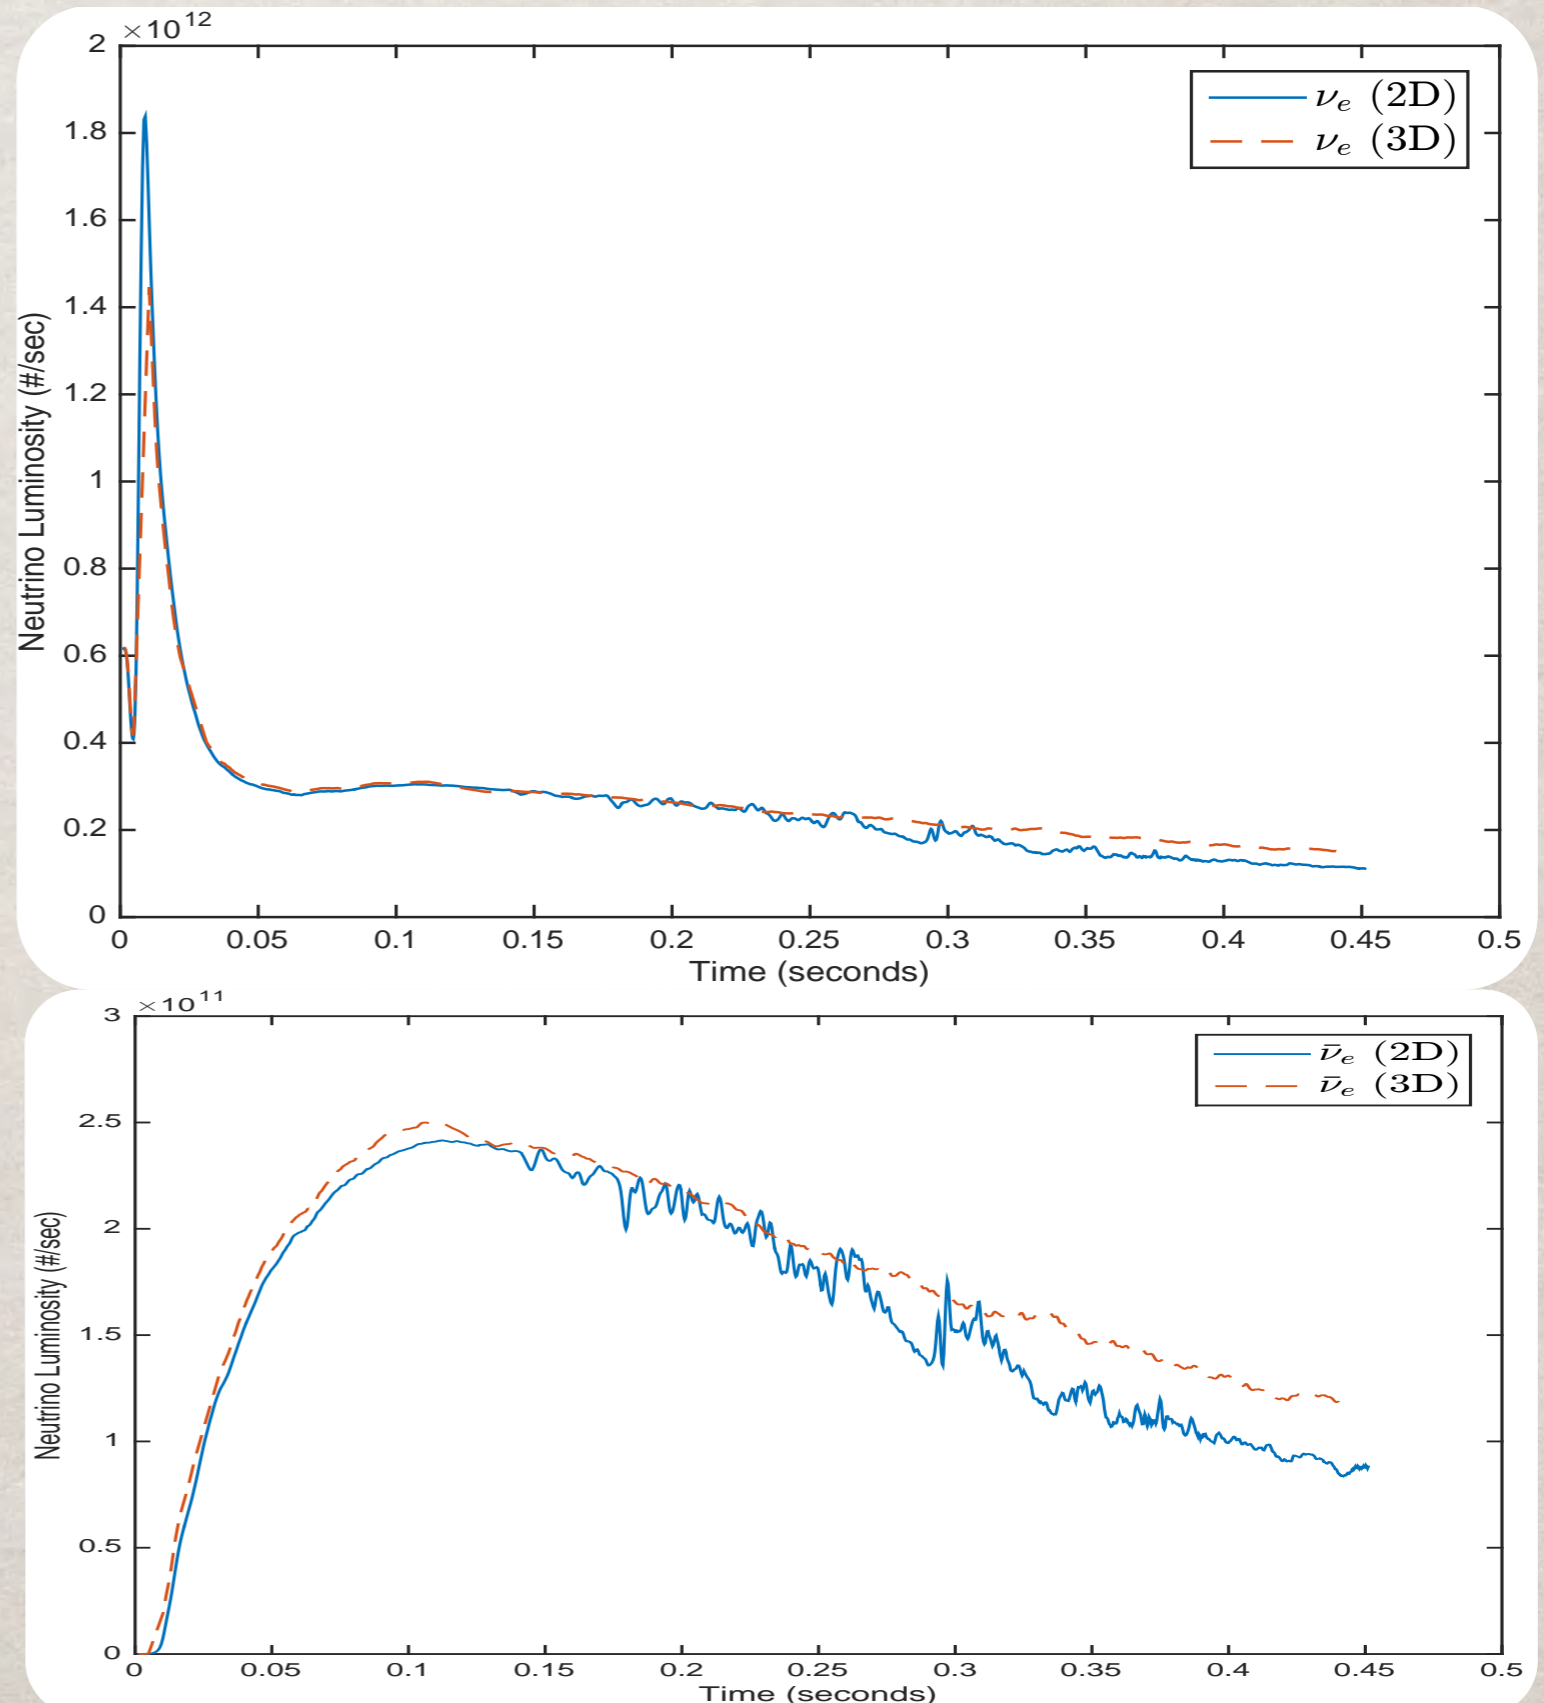 ×10¹²
2
1.8
1.6
1.4
1.2
1
0.8
0.6
0.4
0.2
0
Neutrino Luminosity (#/sec)
νₑ (2D)
νₑ (3D)
0 0.05 0.1 0.15 0.2 0.25 0.3 0.35 0.4 0.45 0.5
Time (seconds)
×10¹¹
3
2.5
2
1.5
1
0.5
0
Neutrino Luminosity (#/sec)
ν̄ₑ (2D)
ν̄ₑ (3D)
0 0.05 0.1 0.15 0.2 0.25 0.3 0.35 0.4 0.45 0.5
Time (seconds)